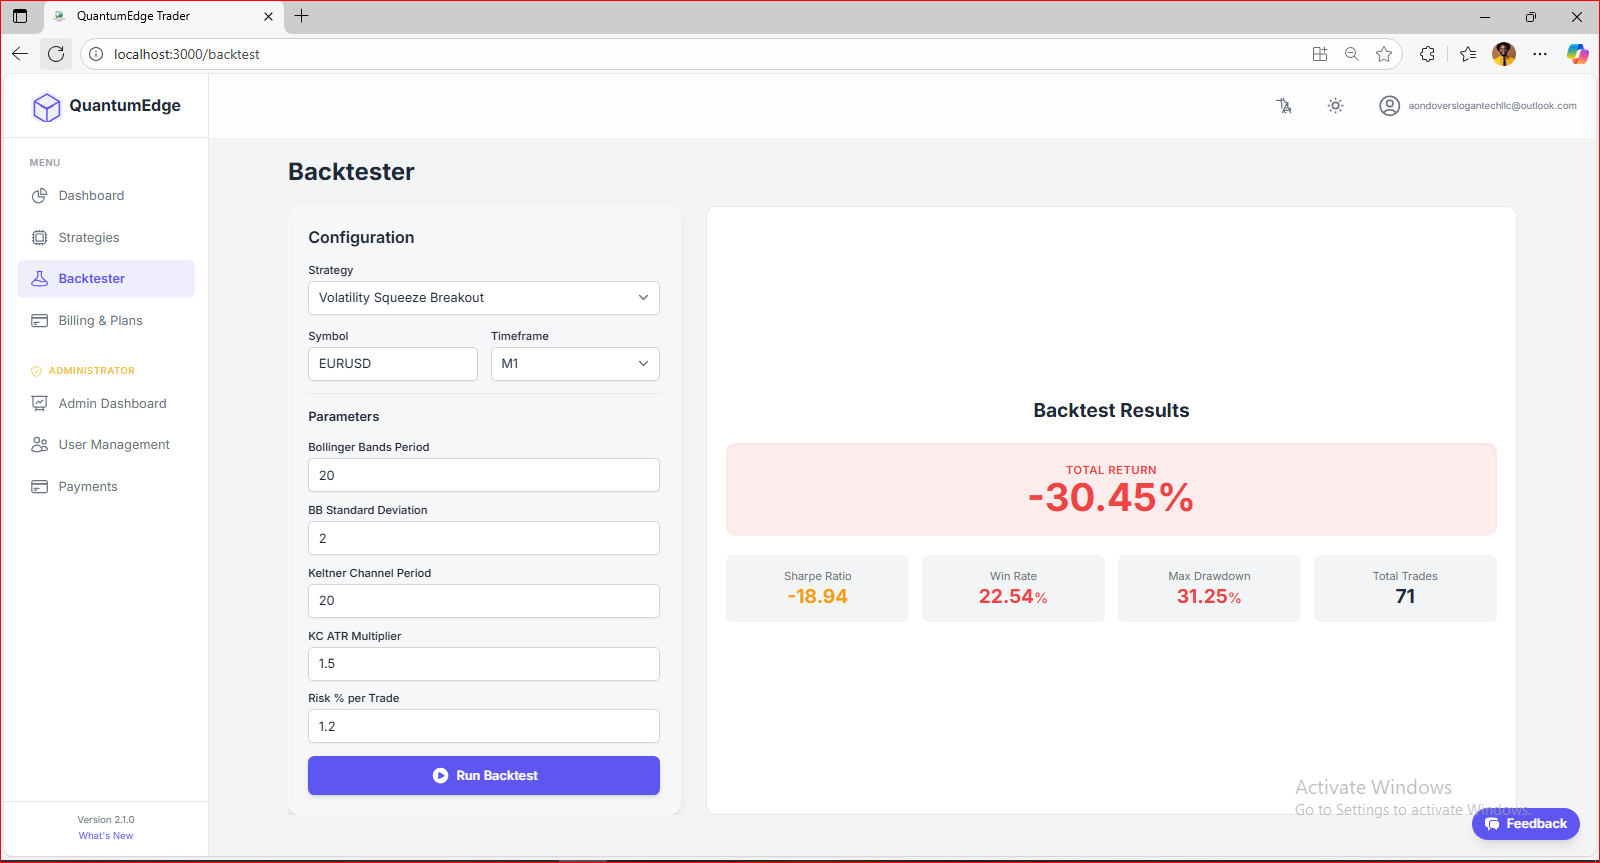 QuantumEdge Trader
localhost:3000/backtest
QuantumEdge
aondoverslogantechllc@outlook.com
MENU
Dashboard
Strategies
Backtester
Billing & Plans
ADMINISTRATOR
Admin Dashboard
User Management
Payments
Version 2.1.0
What's New
Backtester
Configuration
Strategy
Volatility Squeeze Breakout
Symbol Timeframe
EURUSD M1
Parameters
Bollinger Bands Period
20
BB Standard Deviation
2
Keltner Channel Period
20
KC ATR Multiplier
1.5
Risk % per Trade
1.2
Run Backtest
Backtest Results
TOTAL RETURN
-30.45%
Sharpe Ratio Win Rate Max Drawdown Total Trades
-18.94 22.54% 31.25% 71
Activate Windows
Go to Settings to activate Windows.
Feedback